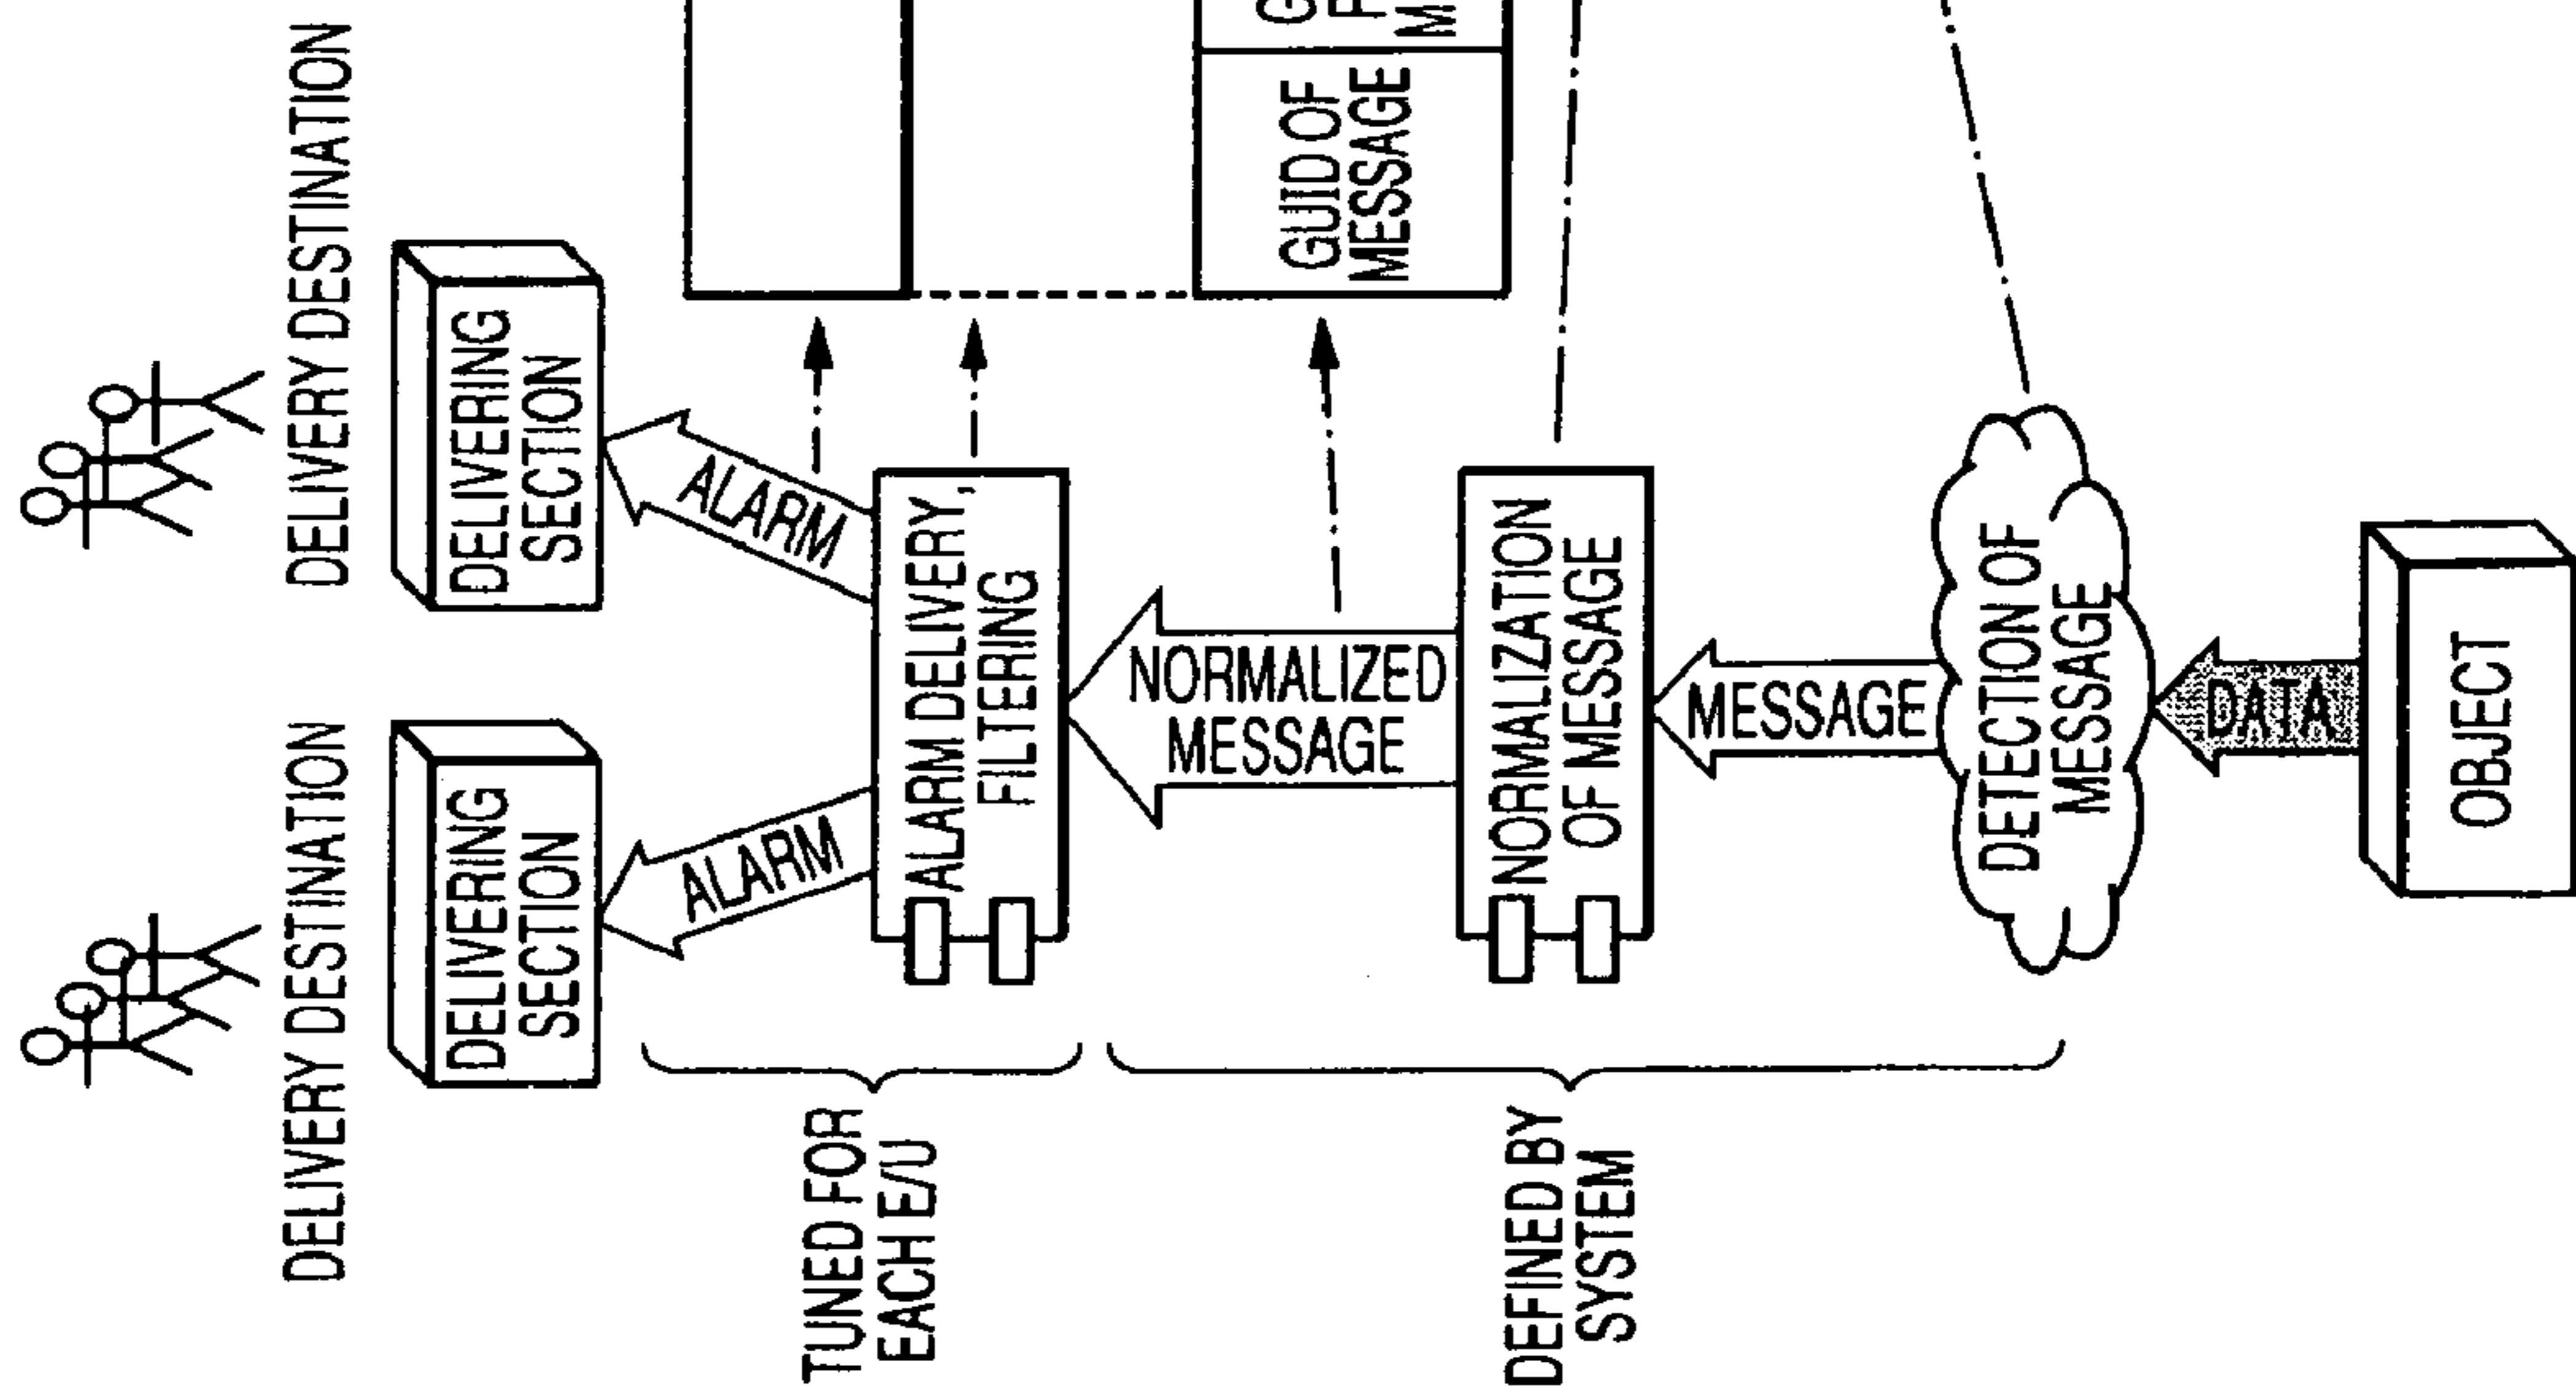 DELIVERY DESTINATION
DELIVERY DESTINATION
DELIVERING
SECTION
DELIVERING
SECTION
ALARM
ALARM
TUNED FOR
EACH E/U
ALARM DELIVERY,
FILTERING
NORMALIZED
MESSAGE
GUID OF
MESSAGE
DEFINED BY
SYSTEM
NORMALIZATION
OF MESSAGE
MESSAGE
DETECTION OF
MESSAGE
DATA
OBJECT